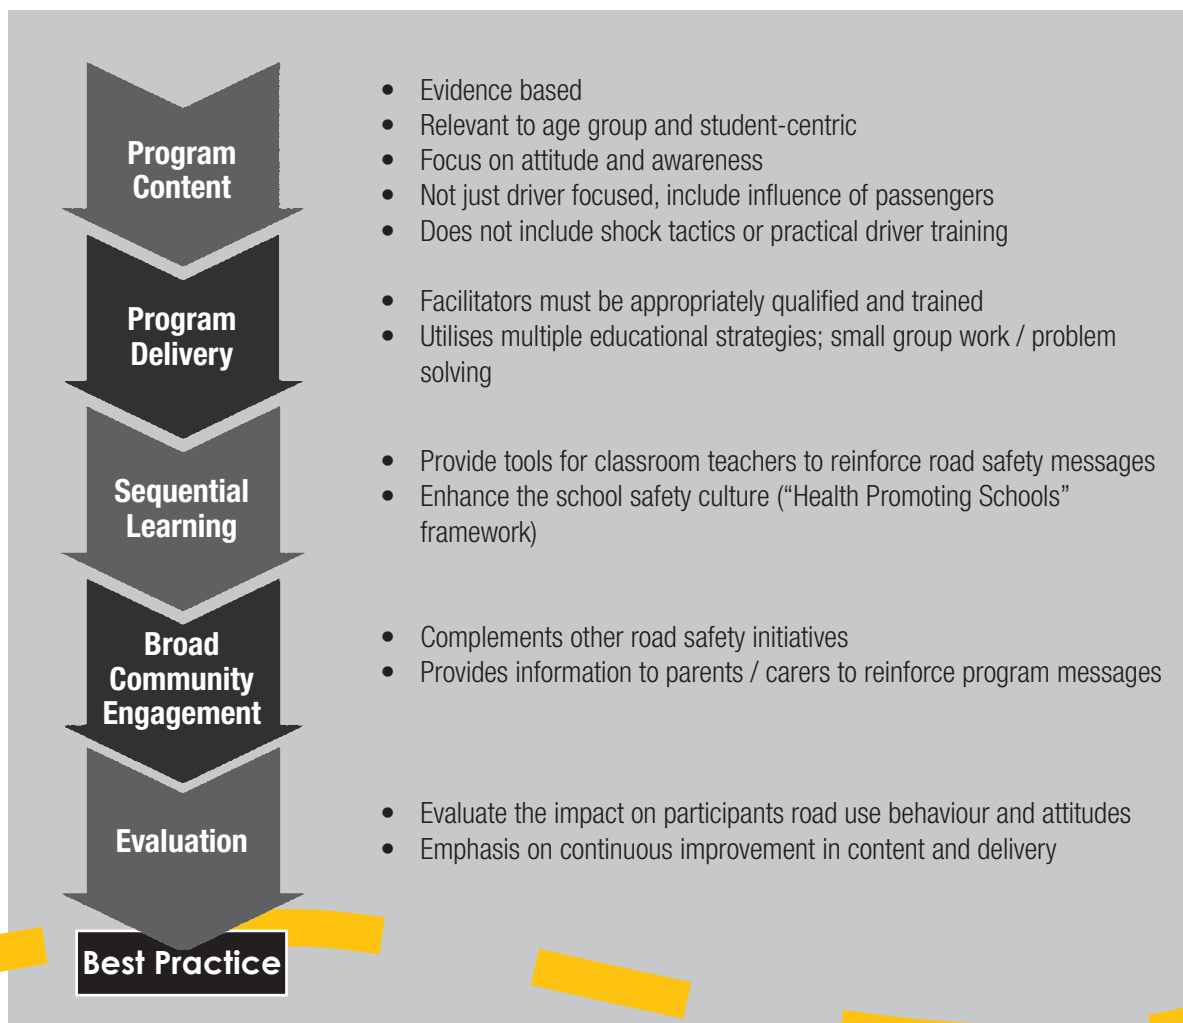 Program
Content
• Evidence based
• Relevant to age group and student-centric
• Focus on attitude and awareness
• Not just driver focused, include influence of passengers
• Does not include shock tactics or practical driver training
Program
Delivery
• Facilitators must be appropriately qualified and trained
• Utilises multiple educational strategies; small group work / problem
solving
Sequential
Learning
• Provide tools for classroom teachers to reinforce road safety messages
• Enhance the school safety culture (“Health Promoting Schools”
framework)
Broad
Community
Engagement
• Complements other road safety initiatives
• Provides information to parents / carers to reinforce program messages
Evaluation
• Evaluate the impact on participants road use behaviour and attitudes
• Emphasis on continuous improvement in content and delivery
Best Practice